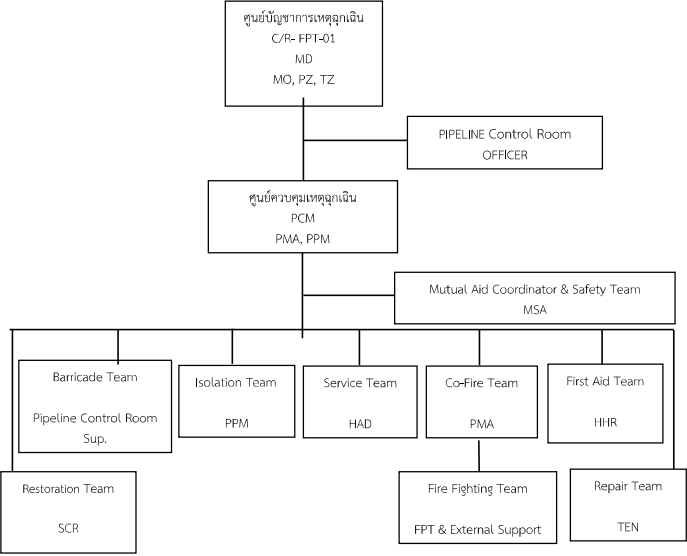 ศูนย์บัญชาการเหตุฉุกเฉิน
C/R- FPT-01
MD
MO, PZ, TZ
PIPELINE Control Room
OFFICER
ศูนย์ควบคุมเหตุฉุกเฉิน
PCM
PMA, PPM
Mutual Aid Coordinator & Safety Team
MSA
Barricade Team
Pipeline Control Room
Sup.
Isolation Team
PPM
Service Team
HAD
Co-Fire Team
PMA
First Aid Team
HHR
Restoration Team
SCR
Fire Fighting Team
FPT & External Support
Repair Team
TEN